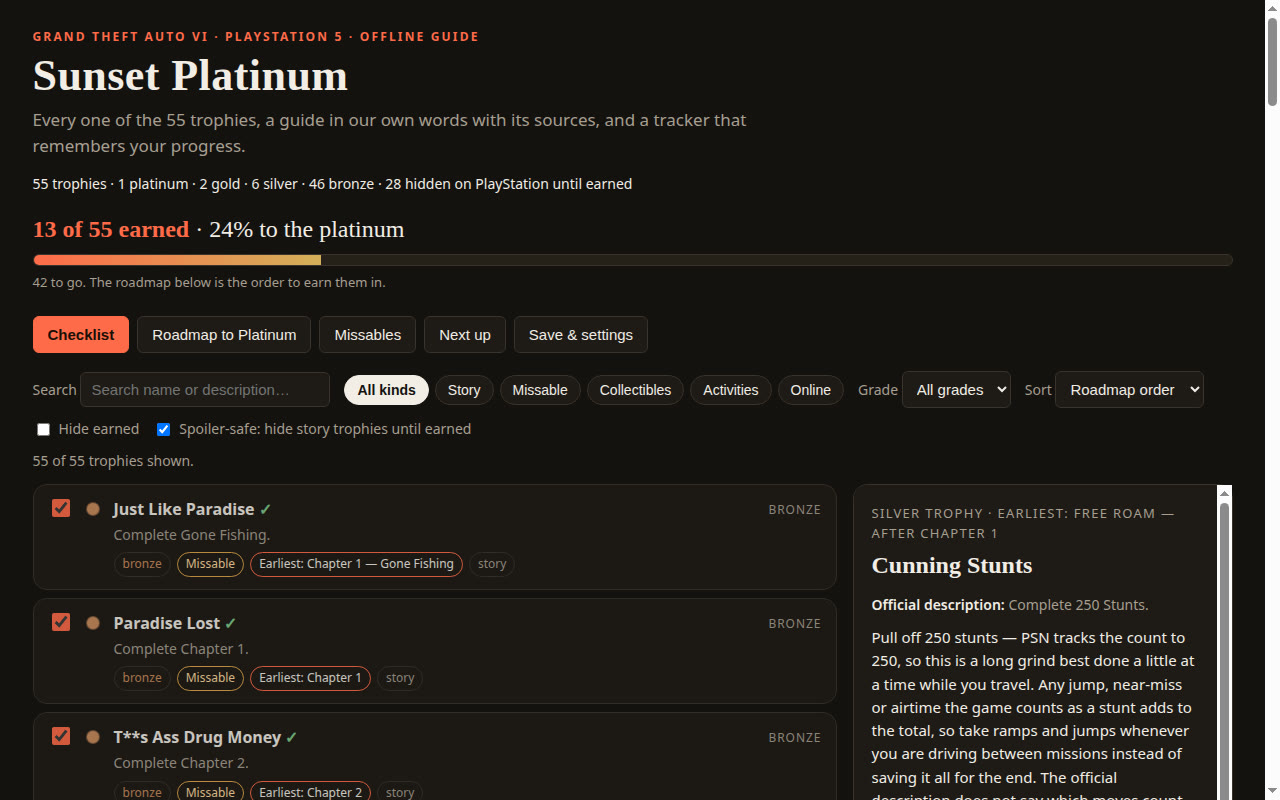 GRAND THEFT AUTO VI · PLAYSTATION 5 · OFFLINE GUIDE
Sunset Platinum
Every one of the 55 trophies, a guide in our own words with its sources, and a tracker that
remembers your progress.
55 trophies · 1 platinum · 2 gold · 6 silver · 46 bronze · 28 hidden on PlayStation until earned
13 of 55 earned · 24% to the platinum
42 to go. The roadmap below is the order to earn them in.
Checklist Roadmap to Platinum Missables Next up Save & settings
Search Search name or description… All kinds Story Missable Collectibles Activities Online Grade All grades Sort Roadmap order
Hide earned Spoiler-safe: hide story trophies until earned
55 of 55 trophies shown.
Just Like Paradise ✓ BRONZE
Complete Gone Fishing.
bronze Missable Earliest: Chapter 1 — Gone Fishing story
Paradise Lost ✓ BRONZE
Complete Chapter 1.
bronze Missable Earliest: Chapter 1 story
T**s Ass Drug Money ✓ BRONZE
Complete Chapter 2.
bronze Missable Earliest: Chapter 2 story
SILVER TROPHY · EARLIEST: FREE ROAM —
AFTER CHAPTER 1
Cunning Stunts
Official description: Complete 250 Stunts.
Pull off 250 stunts — PSN tracks the count to
250, so this is a long grind best done a little at
a time while you travel. Any jump, near-miss
or airtime the game counts as a stunt adds to
the total, so take ramps and jumps whenever
you are driving between missions instead of
saving it all for the end. The official
description does not say which moves count,